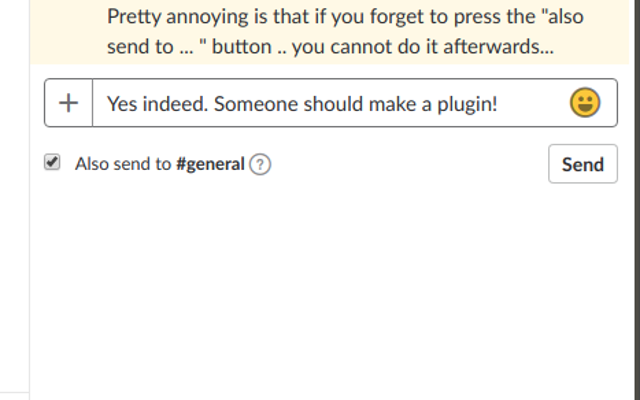 Pretty annoying is that if you forget to press the "also
send to ... " button .. you cannot do it afterwards...
+ Yes indeed. Someone should make a plugin!
Also send to #general ?
Send